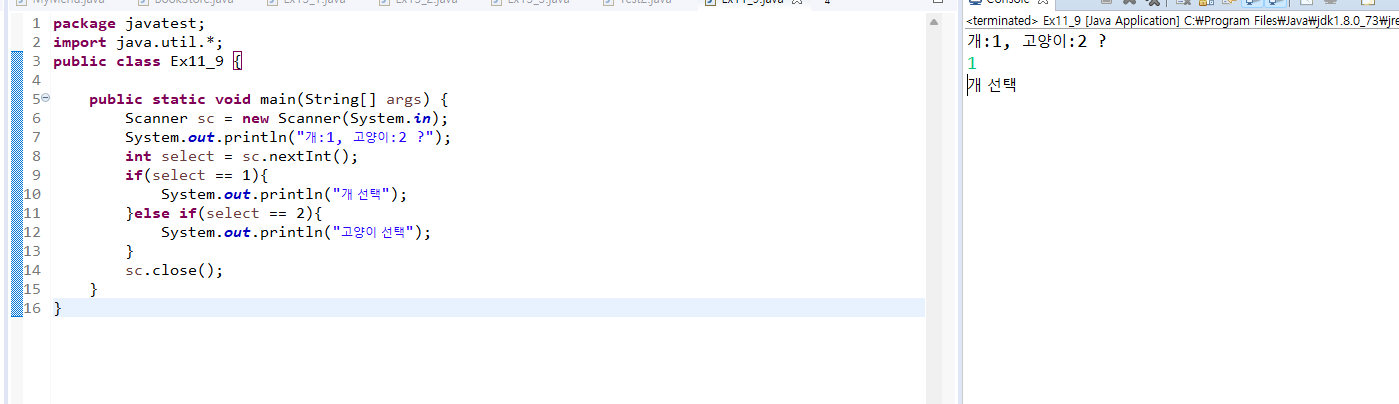 MyMenu.java BookStore.java Ex13_1.java Ex13_2.java Ex13_3.java Test2.java Ex11_9.java
1 package javatest;
2 import java.util.*;
3 public class Ex11_9 {
4
5 public static void main(String[] args) {
6 Scanner sc = new Scanner(System.in);
7 System.out.println("개:1, 고양이:2 ?");
8 int select = sc.nextInt();
9 if(select == 1){
10 System.out.println("개 선택");
11 }else if(select == 2){
12 System.out.println("고양이 선택");
13 }
14 sc.close();
15 }
16 }
Console
<terminated> Ex11_9 [Java Application] C:₩Program Files₩Java₩jdk1.8.0_73₩jre
개:1, 고양이:2 ?
1
개 선택